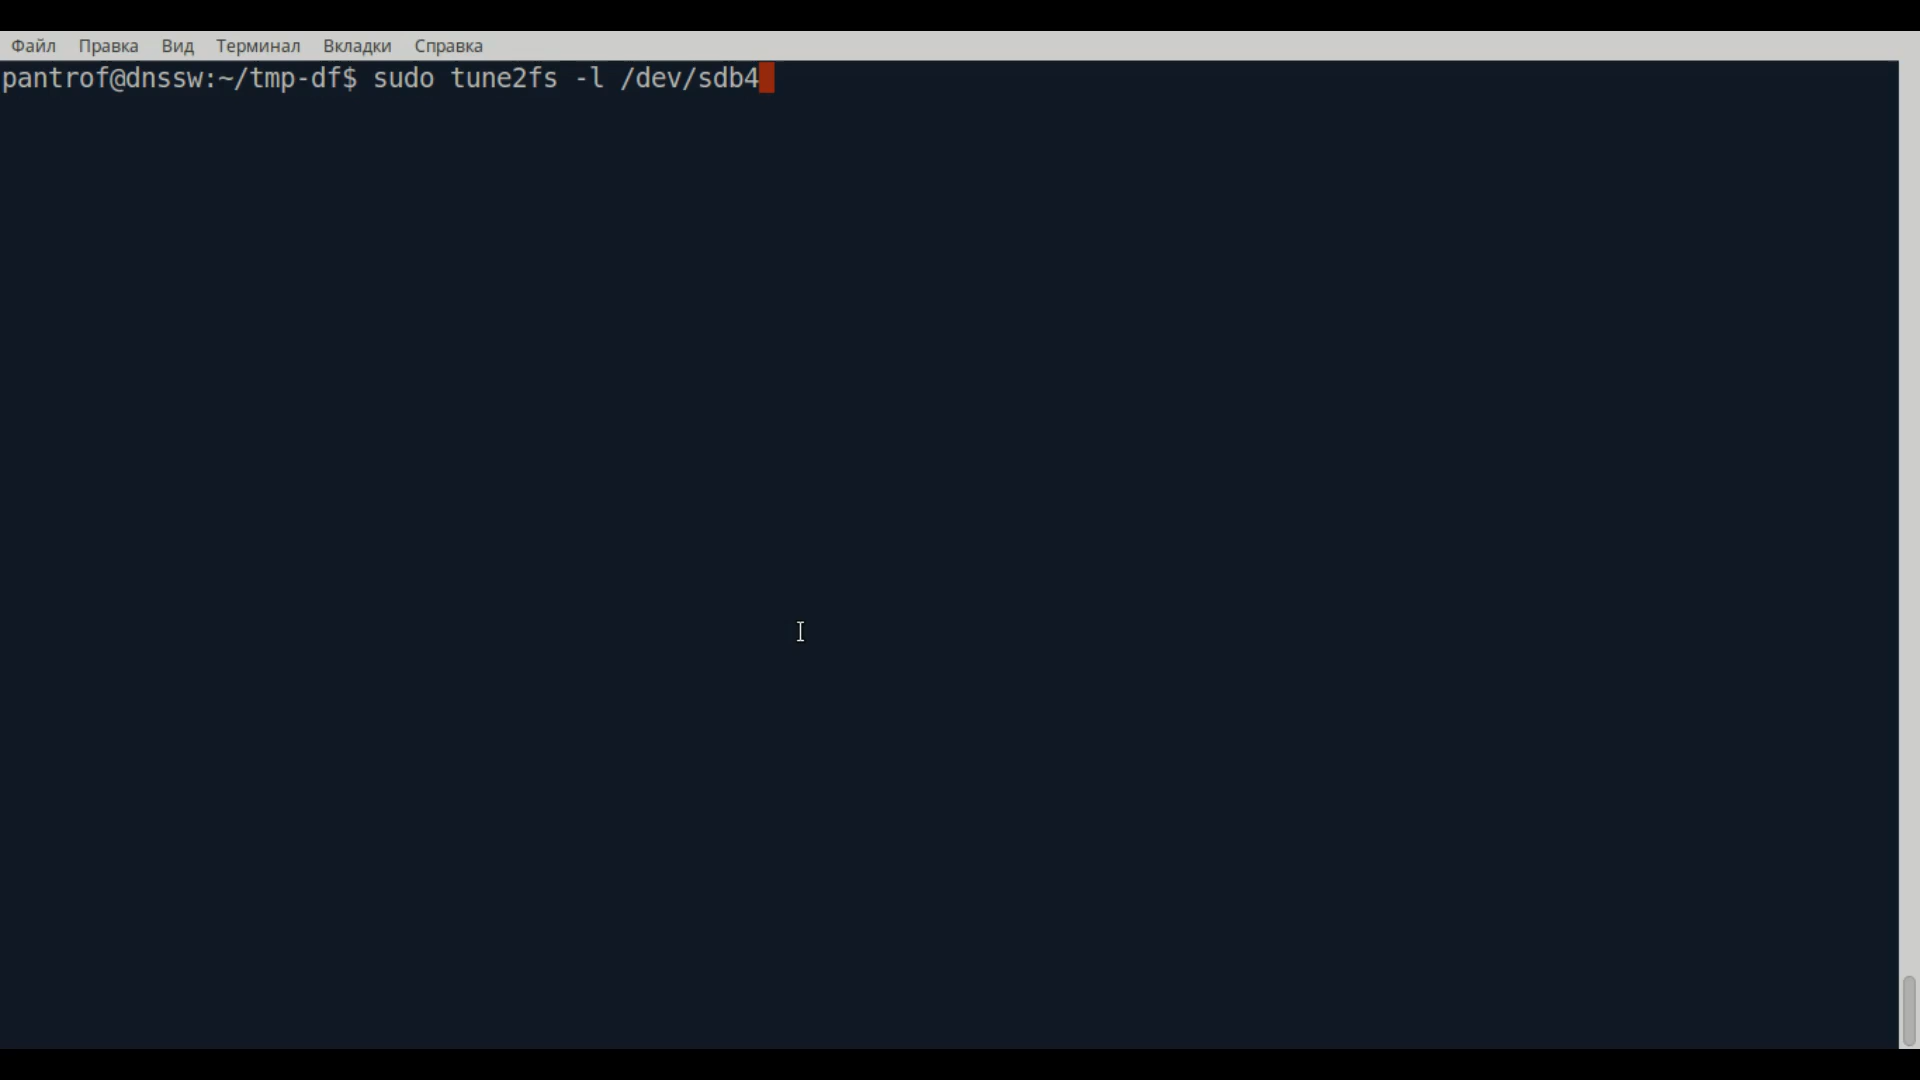 Файл Правка Вид Терминал Вкладки Справка
pantrof@dnssw:~/tmp-df$ sudo tune2fs -l /dev/sdb4